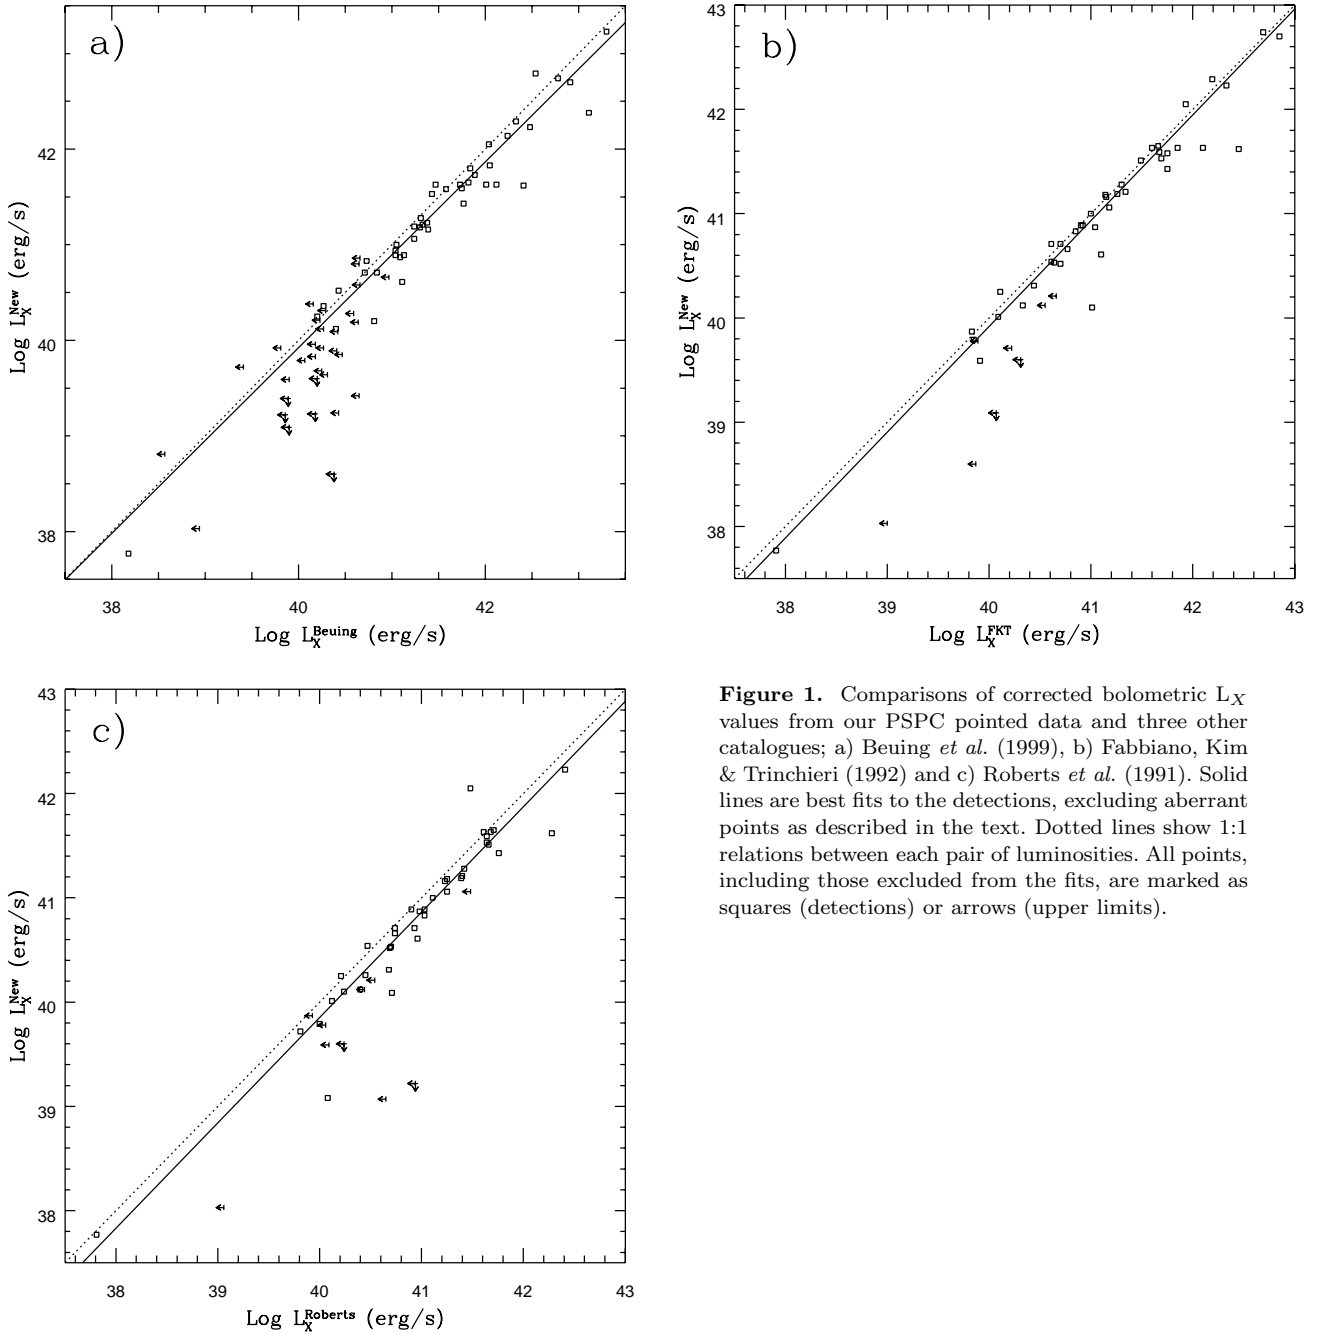 a)
42
40
38
38 40 42
Log L_X^New (erg/s)
Log L_X^Beuing (erg/s)
b)
43
42
41
40
39
38
38 39 40 41 42 43
Log L_X^New (erg/s)
Log L_X^FKT (erg/s)
c)
43
42
41
40
39
38
38 39 40 41 42 43
Log L_X^New (erg/s)
Log L_X^Roberts (erg/s)
Figure 1. Comparisons of corrected bolometric L_X
values from our PSPC pointed data and three other
catalogues; a) Beuing et al. (1999), b) Fabbiano, Kim
& Trinchieri (1992) and c) Roberts et al. (1991). Solid
lines are best fits to the detections, excluding aberrant
points as described in the text. Dotted lines show 1:1
relations between each pair of luminosities. All points,
including those excluded from the fits, are marked as
squares (detections) or arrows (upper limits).